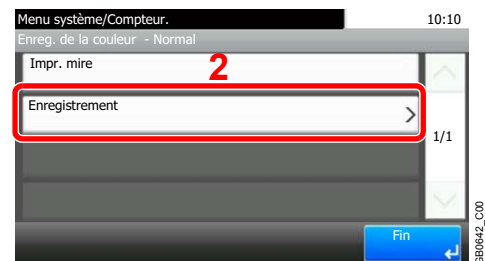 Menu système/Compteur. 10:10
Enreg. de la couleur - Normal
Impr. mire
2
Enregistrement
1/1
Fin
GB0642_C00